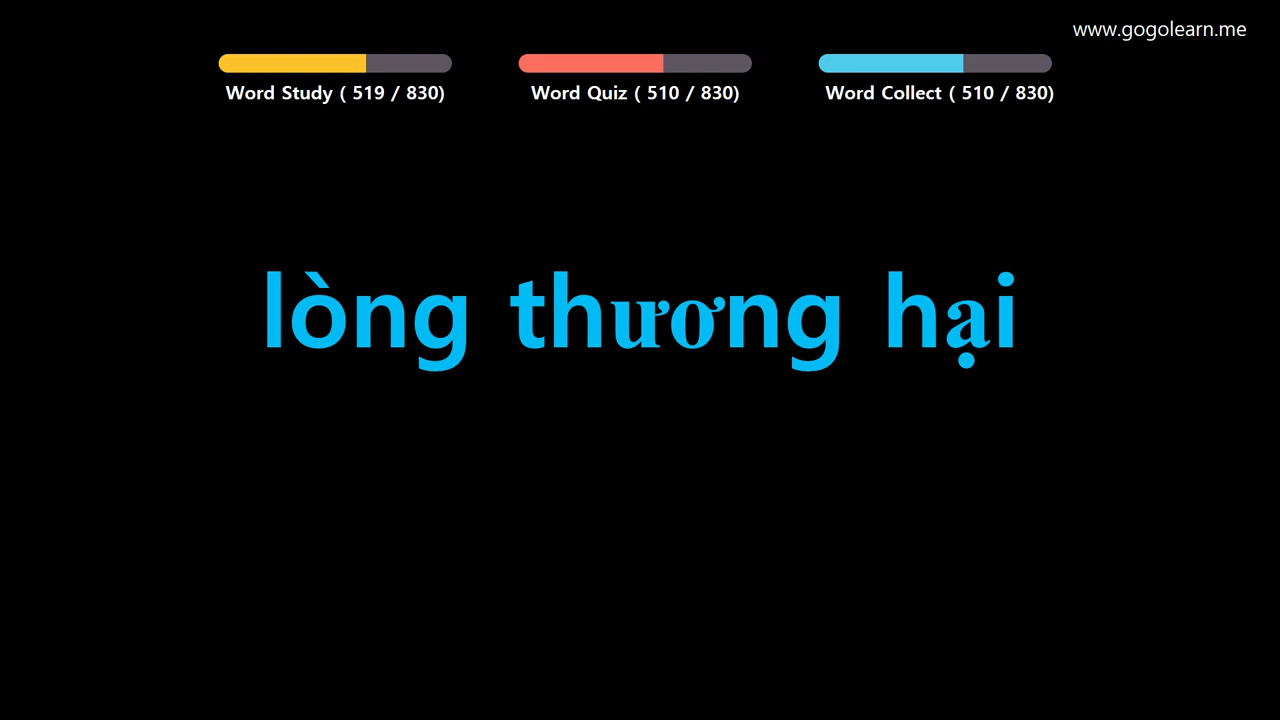 www.gogolearn.me
Word Study ( 519 / 830)
Word Quiz ( 510 / 830)
Word Collect ( 510 / 830)
lòng thương hại